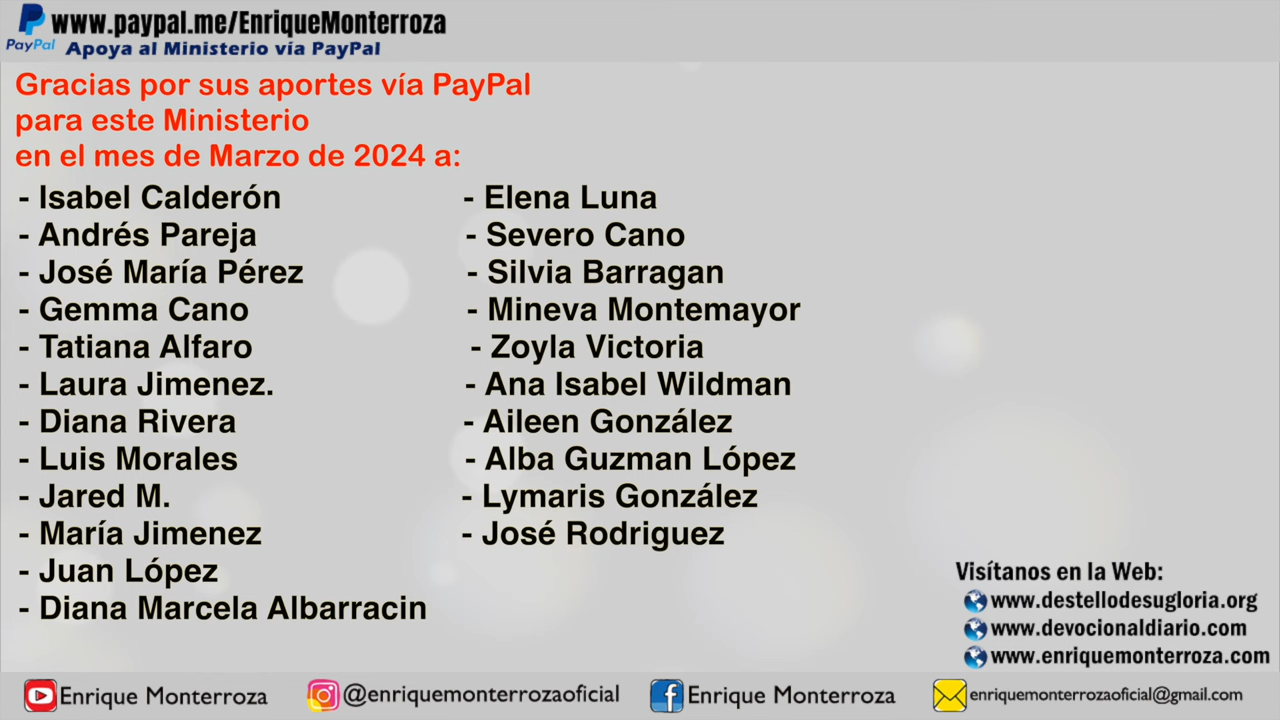 www.paypal.me/EnriqueMonterroza
PayPal
Apoya al Ministerio vía PayPal
Gracias por sus aportes vía PayPal
para este Ministerio
en el mes de Marzo de 2024 a:
- Isabel Calderón
- Andrés Pareja
- José María Pérez
- Gemma Cano
- Tatiana Alfaro
- Laura Jimenez.
- Diana Rivera
- Luis Morales
- Jared M.
- María Jimenez
- Juan López
- Diana Marcela Albarracin
- Elena Luna
- Severo Cano
- Silvia Barragan
- Mineva Montemayor
- Zoyla Victoria
- Ana Isabel Wildman
- Aileen González
- Alba Guzman López
- Lymaris González
- José Rodriguez
Visítanos en la Web:
www.destellodesugloria.org
www.devocionaldiario.com
www.enriquemonterroza.com
Enrique Monterroza
@enriquemonterrozaoficial
Enrique Monterroza
enriquemonterrozaoficial@gmail.com